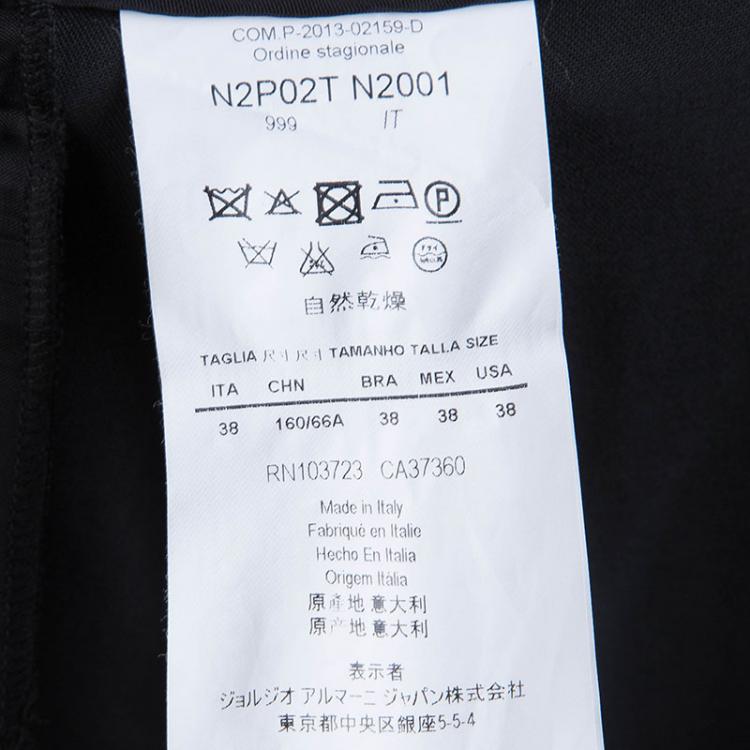 COM.P-2013-02159-D
Ordine stagionale
N2P02T N2001
999 IT
P
ドライ
自然乾燥
TAGLIA 尺寸 尺寸 TAMANHO TALLA SIZE
ITA CHN BRA MEX USA
38 160/66A 38 38 38
RN103723 CA37360
Made in Italy
Fabriqué en Italie
Hecho En Italia
Origem Itália
原產地意大利
原产地意大利
表示者
ジョルジオ アルマーニ ジャパン株式会社
東京都中央区銀座5-5-4